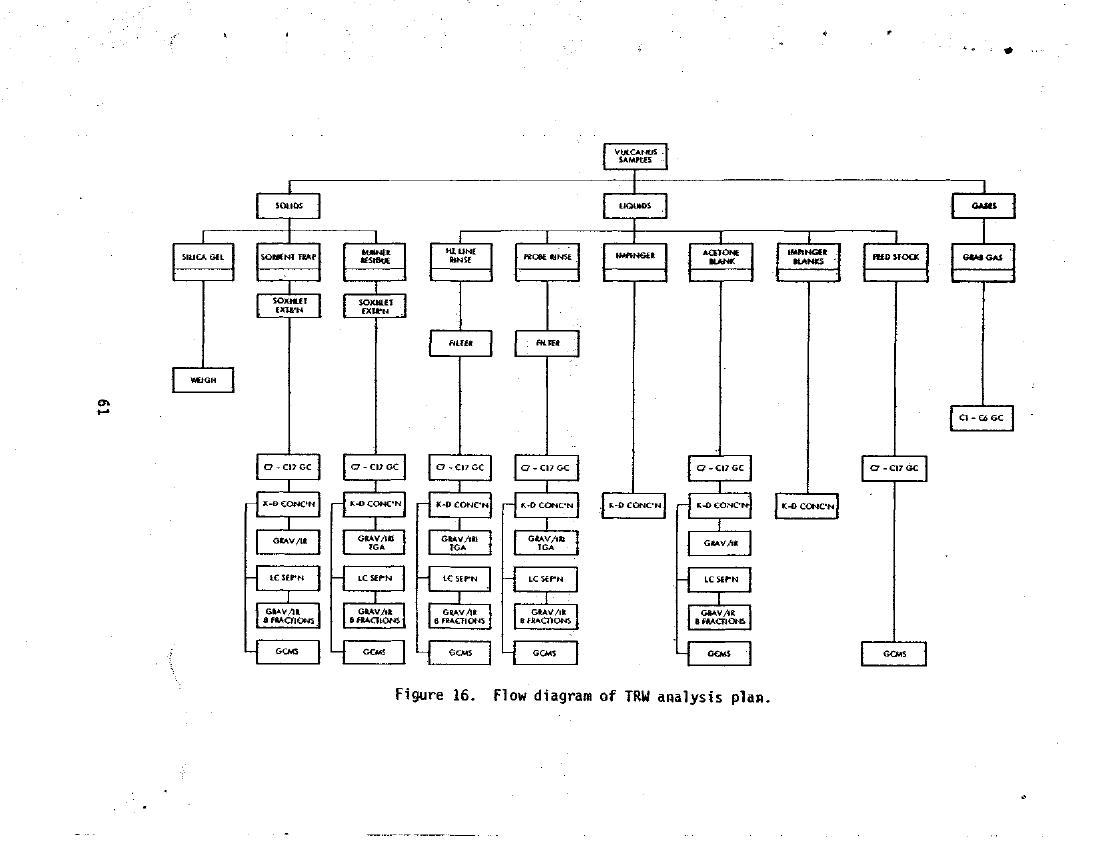 VULCANUS
SAMPLES
SOLIDS
LIQUIDS
GASES
SILICA GEL
SORBENT TRAP
BURNER
RESIDUE
HI LINE
RINSE
PROBE RINSE
IMPINGER
ACETONE
BLANK
IMPINGER
BLANKS
FEED STOCK
GRAB GAS
SOXHLET
EXTR'N
SOXHLET
EXTR'N
FILTER
FILTER
WEIGH
61
C1 - C6 GC
C7 - C17 GC
C7 - C17 GC
C7 - C17 GC
C7 - C17 GC
C7 - C17 GC
C7 - C17 GC
K-D CONC'N
K-D CONC'N
K-D CONC'N
K-D CONC'N
K-D CONC'N
K-D CONC'N
K-D CONC'N
GRAV/IR
GRAV/IR/
TGA
GRAV/IR/
TGA
GRAV/IR/
TGA
GRAV/IR
LC SEP'N
LC SEP'N
LC SEP'N
LC SEP'N
LC SEP'N
GRAV/IR
8 FRACTIONS
GRAV/IR
8 FRACTIONS
GRAV/IR
8 FRACTIONS
GRAV/IR
8 FRACTIONS
GRAV/IR
8 FRACTIONS
GCMS
GCMS
GCMS
GCMS
GCMS
GCMS
Figure 16. Flow diagram of TRW analysis plan.